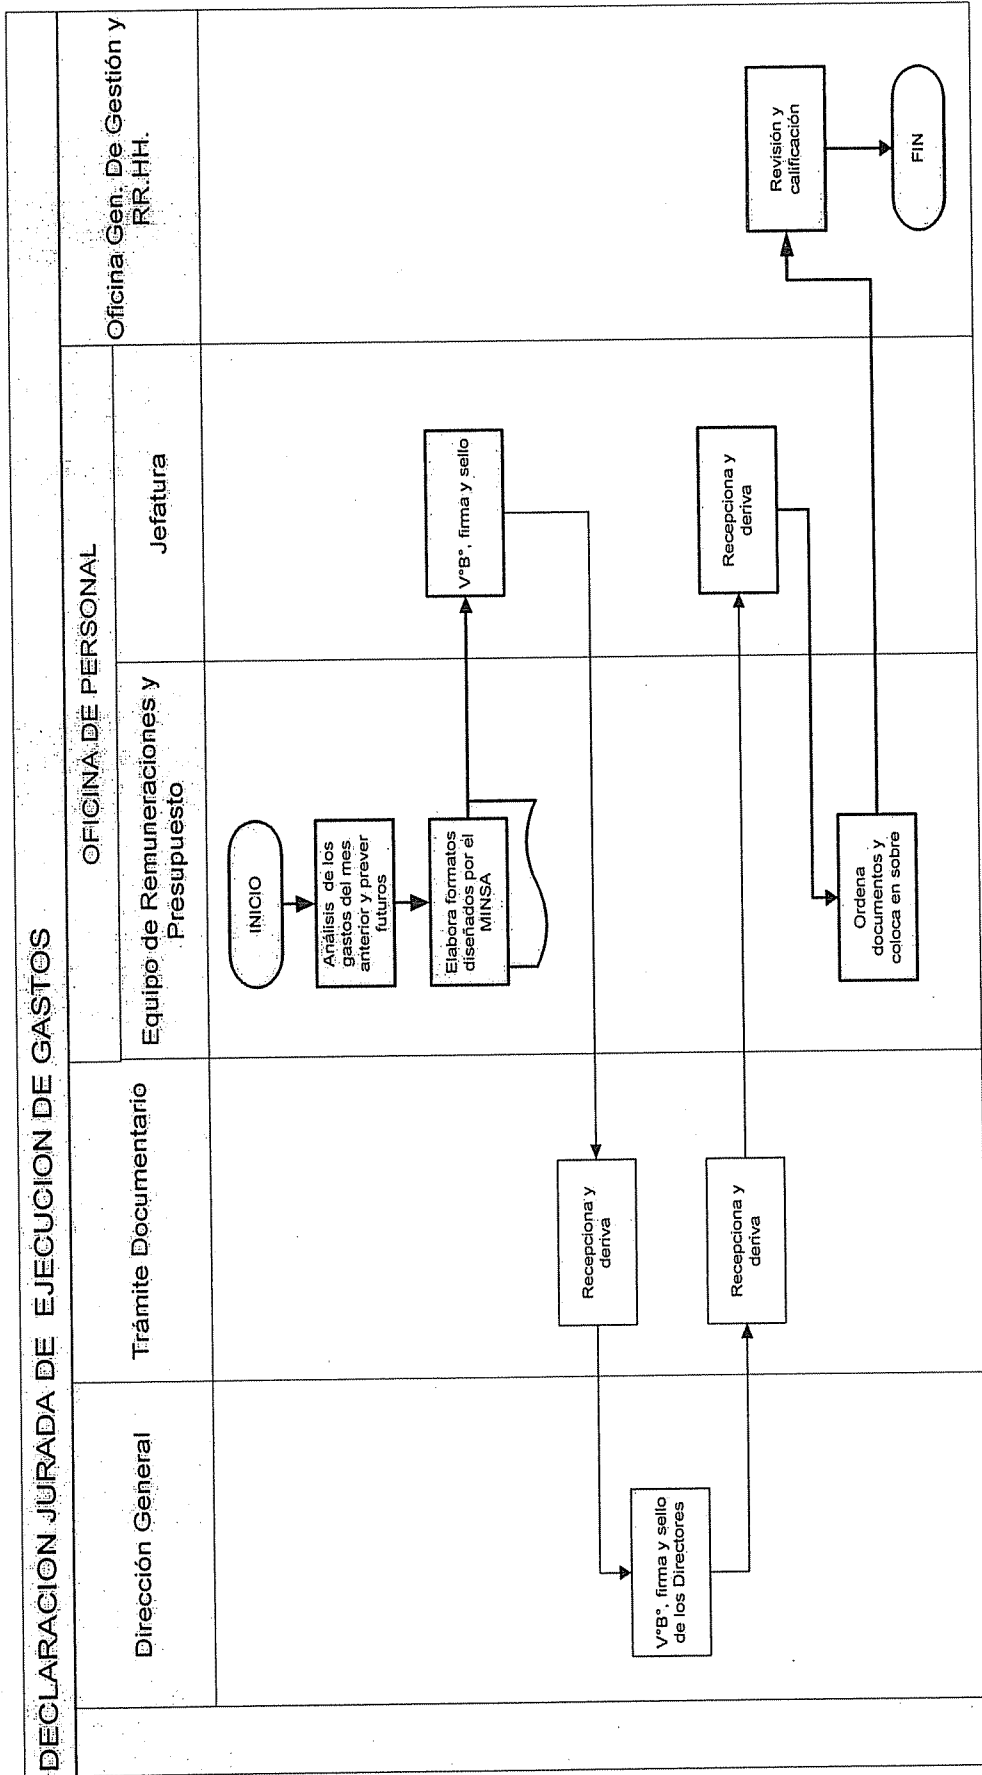 DECLARACION JURADA DE EJECUCION DE GASTOS
Dirección General
Trámite Documentario
OFICINA DE PERSONAL
Equipo de Remuneraciones y
Presupuesto
Jefatura
Oficina Gen. De Gestión y
RR.HH.
INICIO
Análisis de los
gastos del mes
anterior y prever
futuros
Elabora formatos
diseñados por el
MINSA
V°B°, firma y sello
Recepciona y
deriva
V°B°, firma y sello
de los Directores
Recepciona y
deriva
Recepciona y
deriva
Ordena
documentos y
coloca en sobre
Revisión y
calificación
FIN